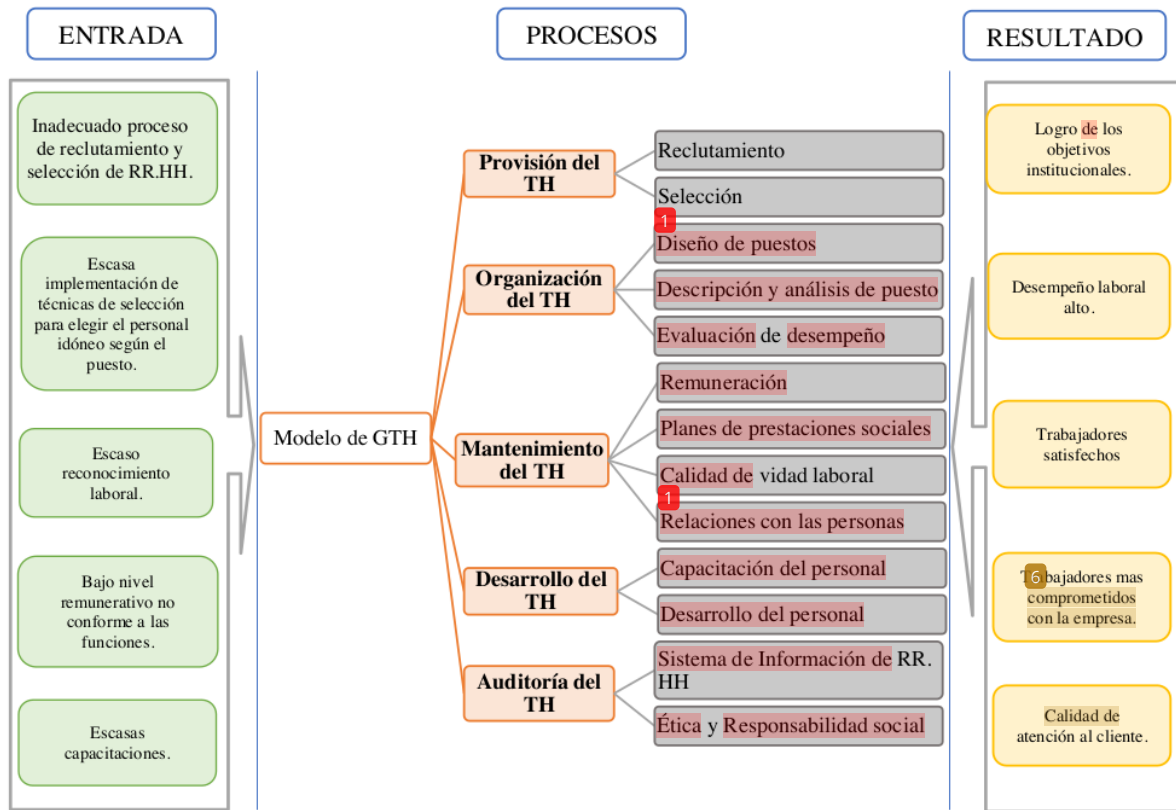 ENTRADA
PROCESOS
RESULTADO
Inadecuado proceso
de reclutamiento y
selección de RR.HH.
Escasa
implementación de
técnicas de selección
para elegir el personal
idóneo según el
puesto.
Escaso
reconocimiento
laboral.
Bajo nivel
remunerativo no
conforme a las
funciones.
Escasas
capacitaciones.
Modelo de GTH
Provisión del
TH
Reclutamiento
Selección
Organización
del TH
1
Diseño de puestos
Descripción y análisis de puesto
Evaluación de desempeño
Mantenimiento
del TH
Remuneración
Planes de prestaciones sociales
Calidad de vidad laboral
1
Relaciones con las personas
Desarrollo del
TH
Capacitación del personal
Desarrollo del personal
Auditoría del
TH
Sistema de Información de RR.
HH
Ética y Responsabilidad social
Logro de los
objetivos
institucionales.
Desempeño laboral
alto.
Trabajadores
satisfechos
6
Trabajadores mas
comprometidos
con la empresa.
Calidad de
atención al cliente.